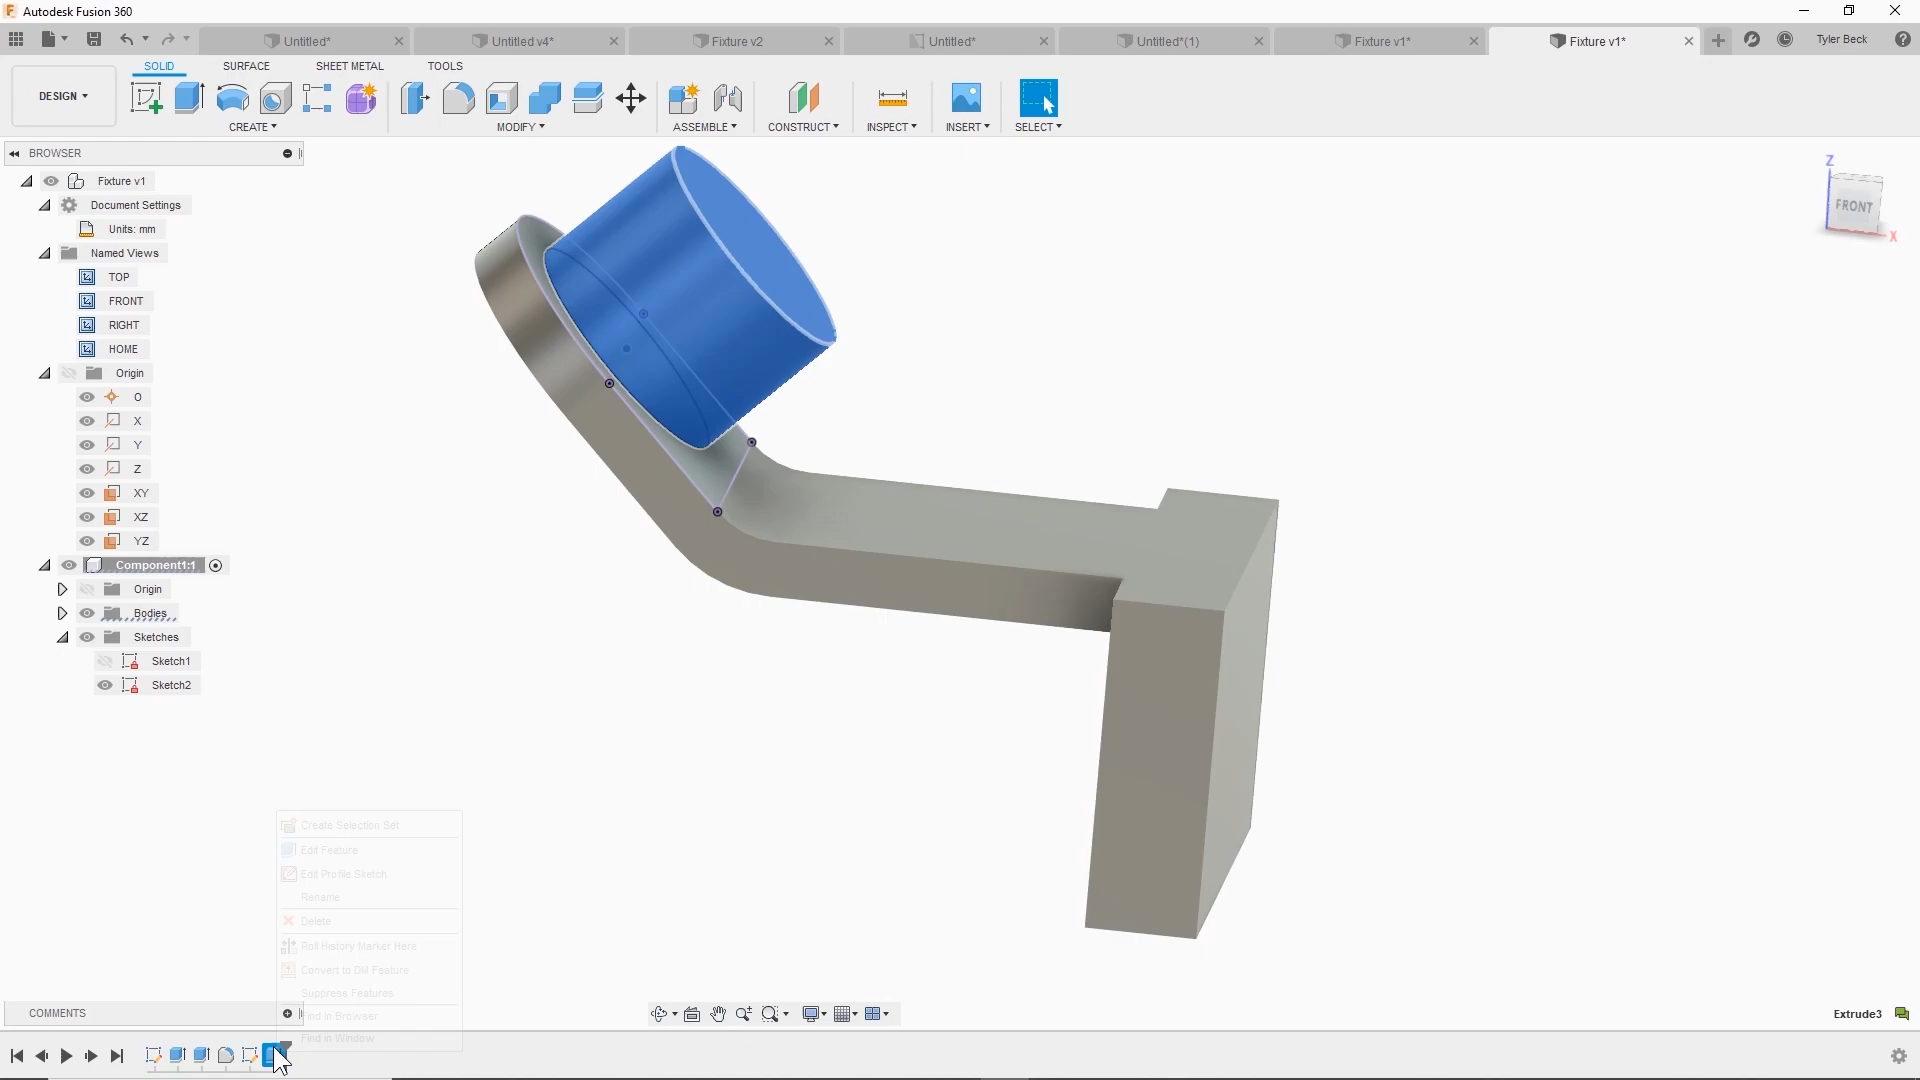 Autodesk Fusion 360
Untitled*
Untitled v4*
Fixture v2
Untitled*
Untitled*(1)
Fixture v1*
Fixture v1*
Tyler Beck
DESIGN
SOLID
SURFACE
SHEET METAL
TOOLS
CREATE
MODIFY
ASSEMBLE
CONSTRUCT
INSPECT
INSERT
SELECT
BROWSER
Fixture v1
Document Settings
Units: mm
Named Views
TOP
FRONT
RIGHT
HOME
Origin
O
X
Y
Z
XY
XZ
YZ
Component1:1
Origin
Bodies
Sketches
Sketch1
Sketch2
Z
FRONT
X
Create Selection Set
Edit Feature
Edit Profile Sketch
Rename
Delete
Roll History Marker Here
Convert to DM Feature
Suppress Features
Find in Browser
Find in Window
COMMENTS
Extrude3